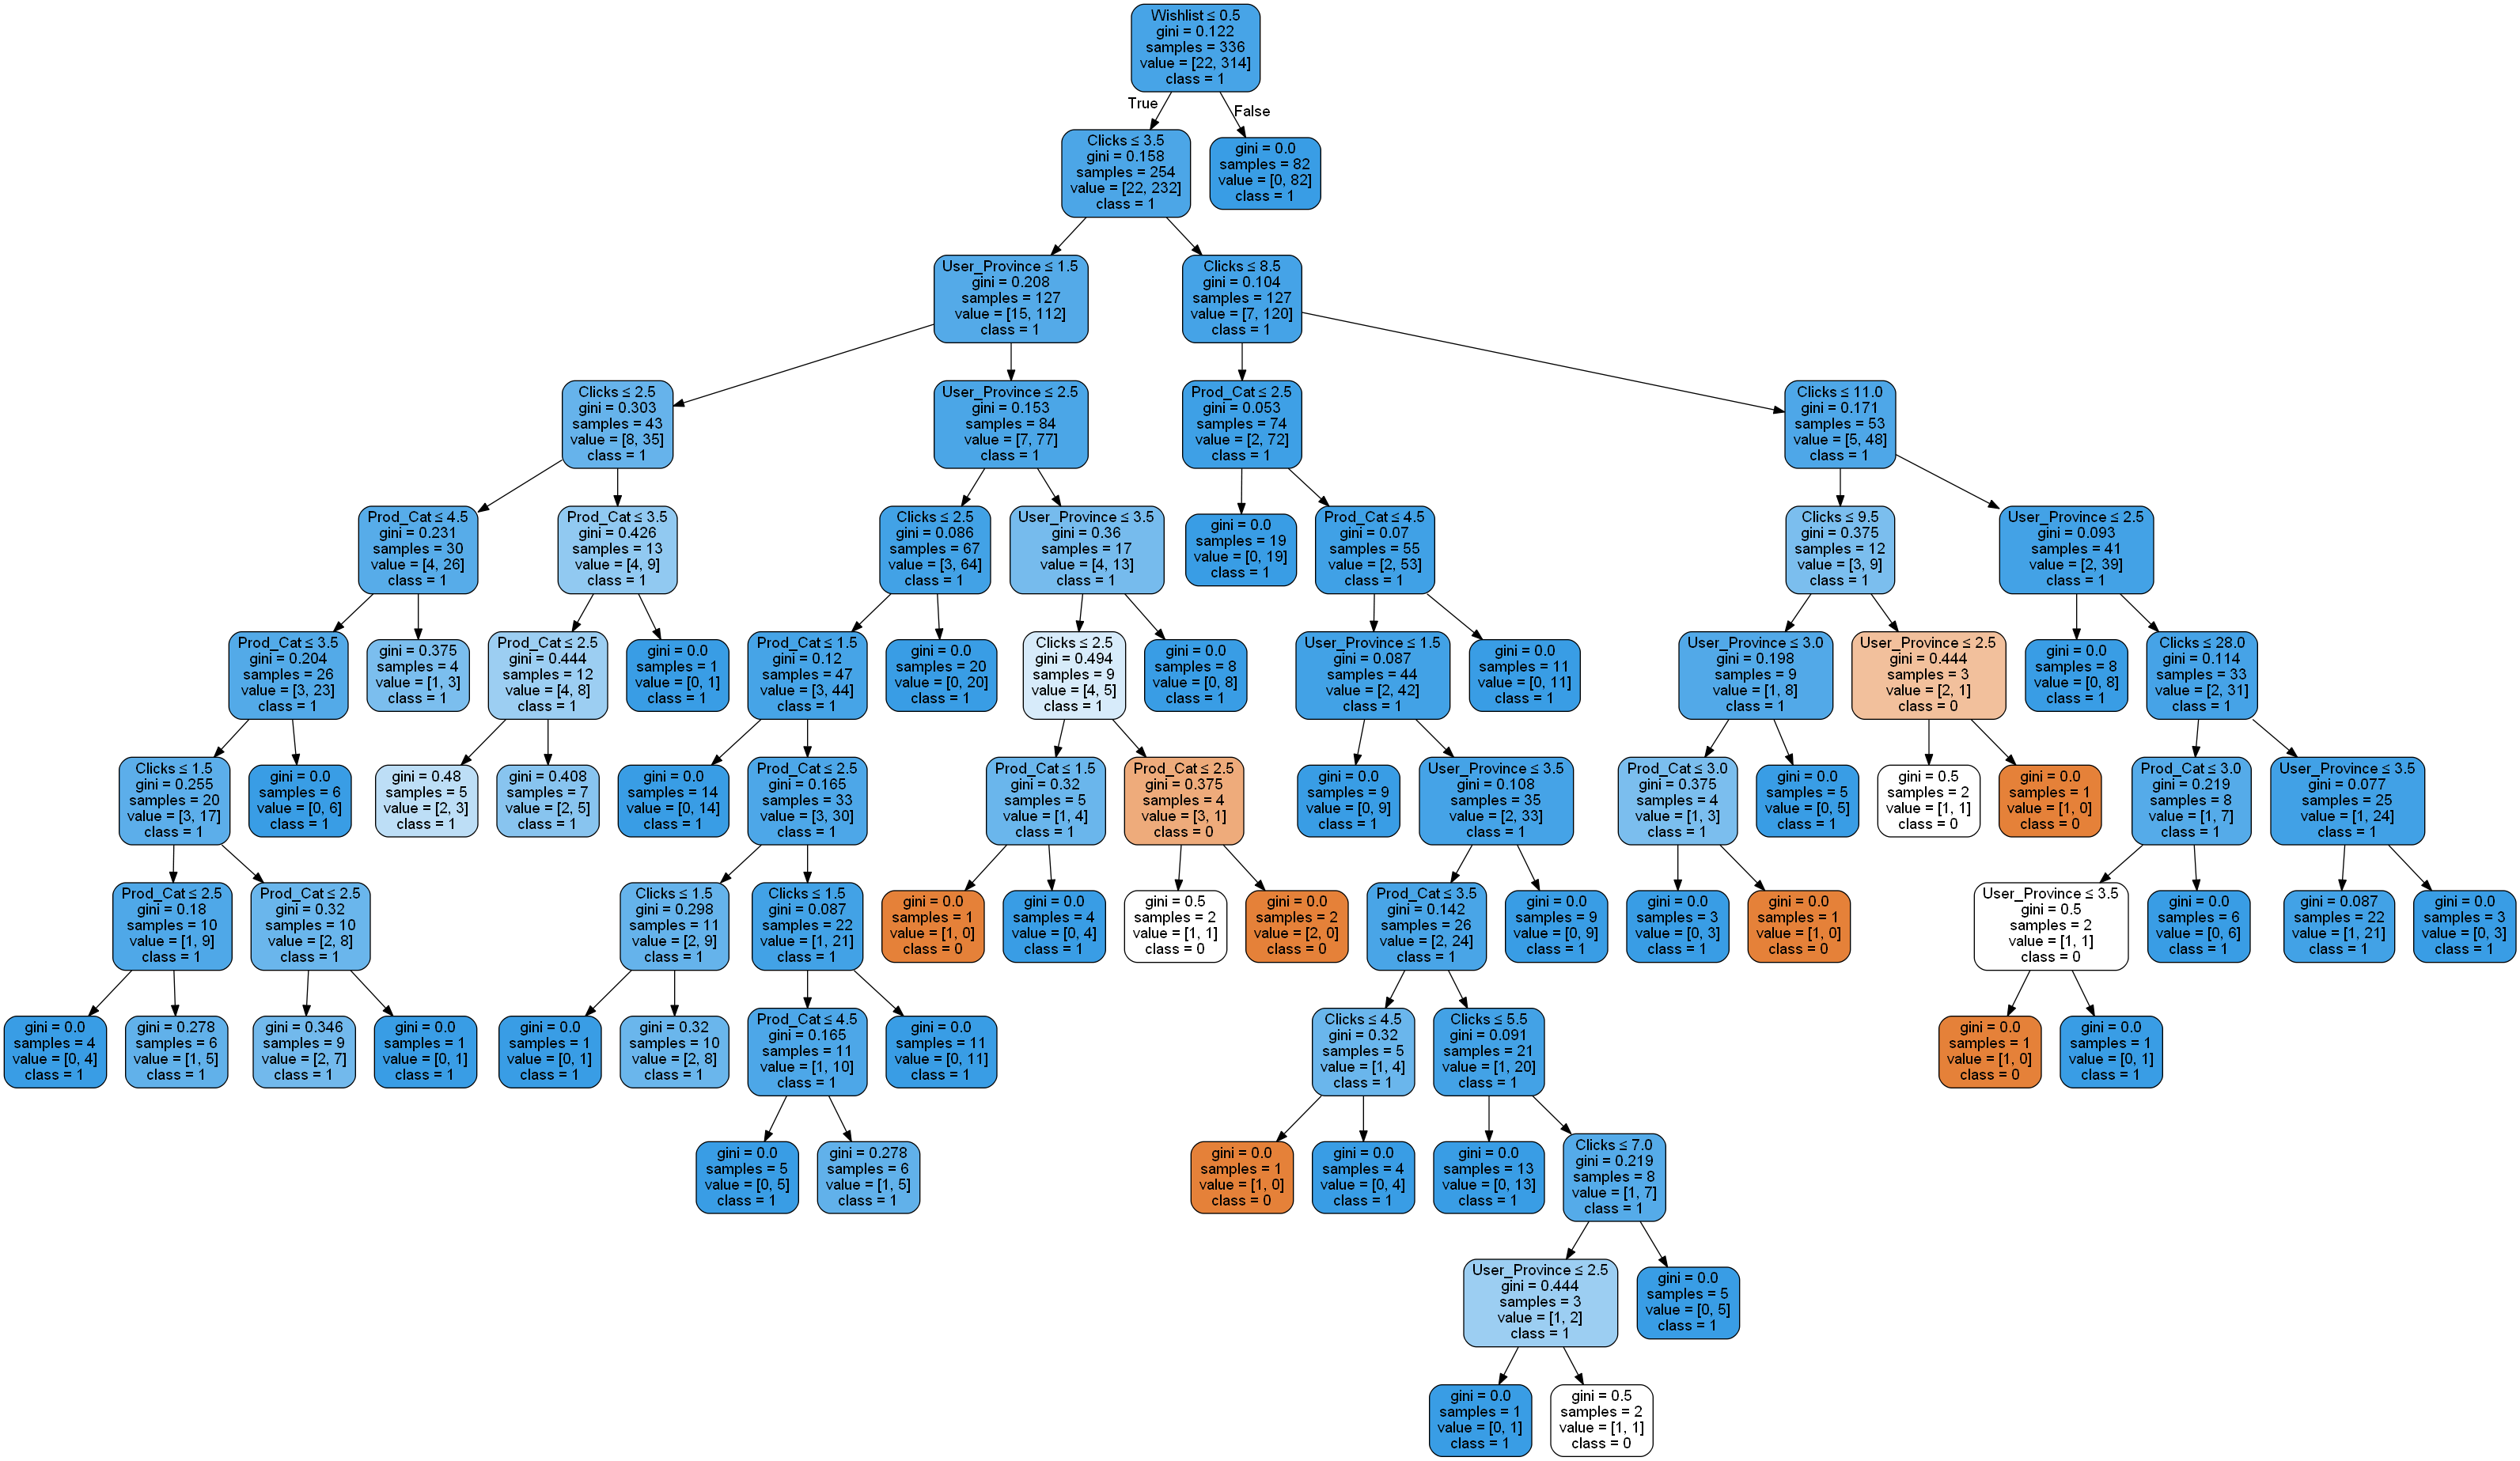 Wishlist ≤ 0.5
gini = 0.122
samples = 336
value = [22, 314]
class = 1
True
False
Clicks ≤ 3.5
gini = 0.158
samples = 254
value = [22, 232]
class = 1
gini = 0.0
samples = 82
value = [0, 82]
class = 1
User_Province ≤ 1.5
gini = 0.208
samples = 127
value = [15, 112]
class = 1
Clicks ≤ 8.5
gini = 0.104
samples = 127
value = [7, 120]
class = 1
Clicks ≤ 2.5
gini = 0.303
samples = 43
value = [8, 35]
class = 1
User_Province ≤ 2.5
gini = 0.153
samples = 84
value = [7, 77]
class = 1
Prod_Cat ≤ 2.5
gini = 0.053
samples = 74
value = [2, 72]
class = 1
Clicks ≤ 11.0
gini = 0.171
samples = 53
value = [5, 48]
class = 1
Prod_Cat ≤ 4.5
gini = 0.231
samples = 30
value = [4, 26]
class = 1
Prod_Cat ≤ 3.5
gini = 0.426
samples = 13
value = [4, 9]
class = 1
Clicks ≤ 2.5
gini = 0.086
samples = 67
value = [3, 64]
class = 1
User_Province ≤ 3.5
gini = 0.36
samples = 17
value = [4, 13]
class = 1
gini = 0.0
samples = 19
value = [0, 19]
class = 1
Prod_Cat ≤ 4.5
gini = 0.07
samples = 55
value = [2, 53]
class = 1
Clicks ≤ 9.5
gini = 0.375
samples = 12
value = [3, 9]
class = 1
User_Province ≤ 2.5
gini = 0.093
samples = 41
value = [2, 39]
class = 1
Prod_Cat ≤ 3.5
gini = 0.204
samples = 26
value = [3, 23]
class = 1
gini = 0.375
samples = 4
value = [1, 3]
class = 1
Prod_Cat ≤ 2.5
gini = 0.444
samples = 12
value = [4, 8]
class = 1
gini = 0.0
samples = 1
value = [0, 1]
class = 1
Prod_Cat ≤ 1.5
gini = 0.12
samples = 47
value = [3, 44]
class = 1
gini = 0.0
samples = 20
value = [0, 20]
class = 1
Clicks ≤ 2.5
gini = 0.494
samples = 9
value = [4, 5]
class = 1
gini = 0.0
samples = 8
value = [0, 8]
class = 1
User_Province ≤ 1.5
gini = 0.087
samples = 44
value = [2, 42]
class = 1
gini = 0.0
samples = 11
value = [0, 11]
class = 1
User_Province ≤ 3.0
gini = 0.198
samples = 9
value = [1, 8]
class = 1
User_Province ≤ 2.5
gini = 0.444
samples = 3
value = [2, 1]
class = 0
gini = 0.0
samples = 8
value = [0, 8]
class = 1
Clicks ≤ 28.0
gini = 0.114
samples = 33
value = [2, 31]
class = 1
Clicks ≤ 1.5
gini = 0.255
samples = 20
value = [3, 17]
class = 1
gini = 0.0
samples = 6
value = [0, 6]
class = 1
gini = 0.48
samples = 5
value = [2, 3]
class = 1
gini = 0.408
samples = 7
value = [2, 5]
class = 1
gini = 0.0
samples = 14
value = [0, 14]
class = 1
Prod_Cat ≤ 2.5
gini = 0.165
samples = 33
value = [3, 30]
class = 1
Prod_Cat ≤ 1.5
gini = 0.32
samples = 5
value = [1, 4]
class = 1
Prod_Cat ≤ 2.5
gini = 0.375
samples = 4
value = [3, 1]
class = 0
gini = 0.0
samples = 9
value = [0, 9]
class = 1
User_Province ≤ 3.5
gini = 0.108
samples = 35
value = [2, 33]
class = 1
Prod_Cat ≤ 3.0
gini = 0.375
samples = 4
value = [1, 3]
class = 1
gini = 0.0
samples = 5
value = [0, 5]
class = 1
gini = 0.5
samples = 2
value = [1, 1]
class = 0
gini = 0.0
samples = 1
value = [1, 0]
class = 0
Prod_Cat ≤ 3.0
gini = 0.219
samples = 8
value = [1, 7]
class = 1
User_Province ≤ 3.5
gini = 0.077
samples = 25
value = [1, 24]
class = 1
Prod_Cat ≤ 2.5
gini = 0.18
samples = 10
value = [1, 9]
class = 1
Prod_Cat ≤ 2.5
gini = 0.32
samples = 10
value = [2, 8]
class = 1
Clicks ≤ 1.5
gini = 0.298
samples = 11
value = [2, 9]
class = 1
Clicks ≤ 1.5
gini = 0.087
samples = 22
value = [1, 21]
class = 1
gini = 0.0
samples = 1
value = [1, 0]
class = 0
gini = 0.0
samples = 4
value = [0, 4]
class = 1
gini = 0.5
samples = 2
value = [1, 1]
class = 0
gini = 0.0
samples = 2
value = [2, 0]
class = 0
Prod_Cat ≤ 3.5
gini = 0.142
samples = 26
value = [2, 24]
class = 1
gini = 0.0
samples = 9
value = [0, 9]
class = 1
gini = 0.0
samples = 3
value = [0, 3]
class = 1
gini = 0.0
samples = 1
value = [1, 0]
class = 0
User_Province ≤ 3.5
gini = 0.5
samples = 2
value = [1, 1]
class = 0
gini = 0.0
samples = 6
value = [0, 6]
class = 1
gini = 0.087
samples = 22
value = [1, 21]
class = 1
gini = 0.0
samples = 3
value = [0, 3]
class = 1
gini = 0.0
samples = 4
value = [0, 4]
class = 1
gini = 0.278
samples = 6
value = [1, 5]
class = 1
gini = 0.346
samples = 9
value = [2, 7]
class = 1
gini = 0.0
samples = 1
value = [0, 1]
class = 1
gini = 0.0
samples = 1
value = [0, 1]
class = 1
gini = 0.32
samples = 10
value = [2, 8]
class = 1
Prod_Cat ≤ 4.5
gini = 0.165
samples = 11
value = [1, 10]
class = 1
gini = 0.0
samples = 11
value = [0, 11]
class = 1
Clicks ≤ 4.5
gini = 0.32
samples = 5
value = [1, 4]
class = 1
Clicks ≤ 5.5
gini = 0.091
samples = 21
value = [1, 20]
class = 1
gini = 0.0
samples = 1
value = [1, 0]
class = 0
gini = 0.0
samples = 1
value = [0, 1]
class = 1
gini = 0.0
samples = 5
value = [0, 5]
class = 1
gini = 0.278
samples = 6
value = [1, 5]
class = 1
gini = 0.0
samples = 1
value = [1, 0]
class = 0
gini = 0.0
samples = 4
value = [0, 4]
class = 1
gini = 0.0
samples = 13
value = [0, 13]
class = 1
Clicks ≤ 7.0
gini = 0.219
samples = 8
value = [1, 7]
class = 1
User_Province ≤ 2.5
gini = 0.444
samples = 3
value = [1, 2]
class = 1
gini = 0.0
samples = 5
value = [0, 5]
class = 1
gini = 0.0
samples = 1
value = [0, 1]
class = 1
gini = 0.5
samples = 2
value = [1, 1]
class = 0